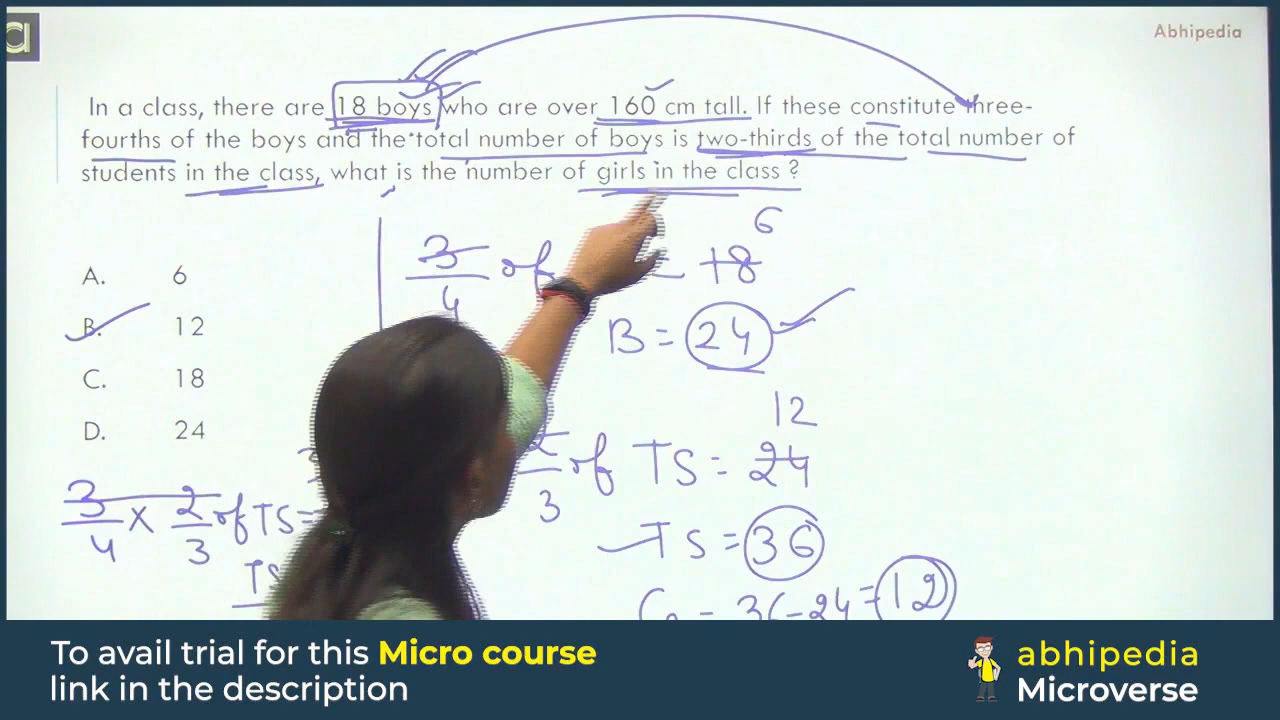 Abhipedia
In a class, there are 18 boys who are over 160 cm tall. If these constitute three-
fourths of the boys and the total number of boys is two-thirds of the total number of
students in the class, what is the number of girls in the class ?
A. 6
B. 12
C. 18
D. 24
6
3/4 of = 18
B = 24
12
2/3 of TS = 24
TS = 36
G = 36-24 = 12
3/4 × 2/3 of TS =
TS
To avail trial for this Micro course
link in the description
abhipedia
Microverse